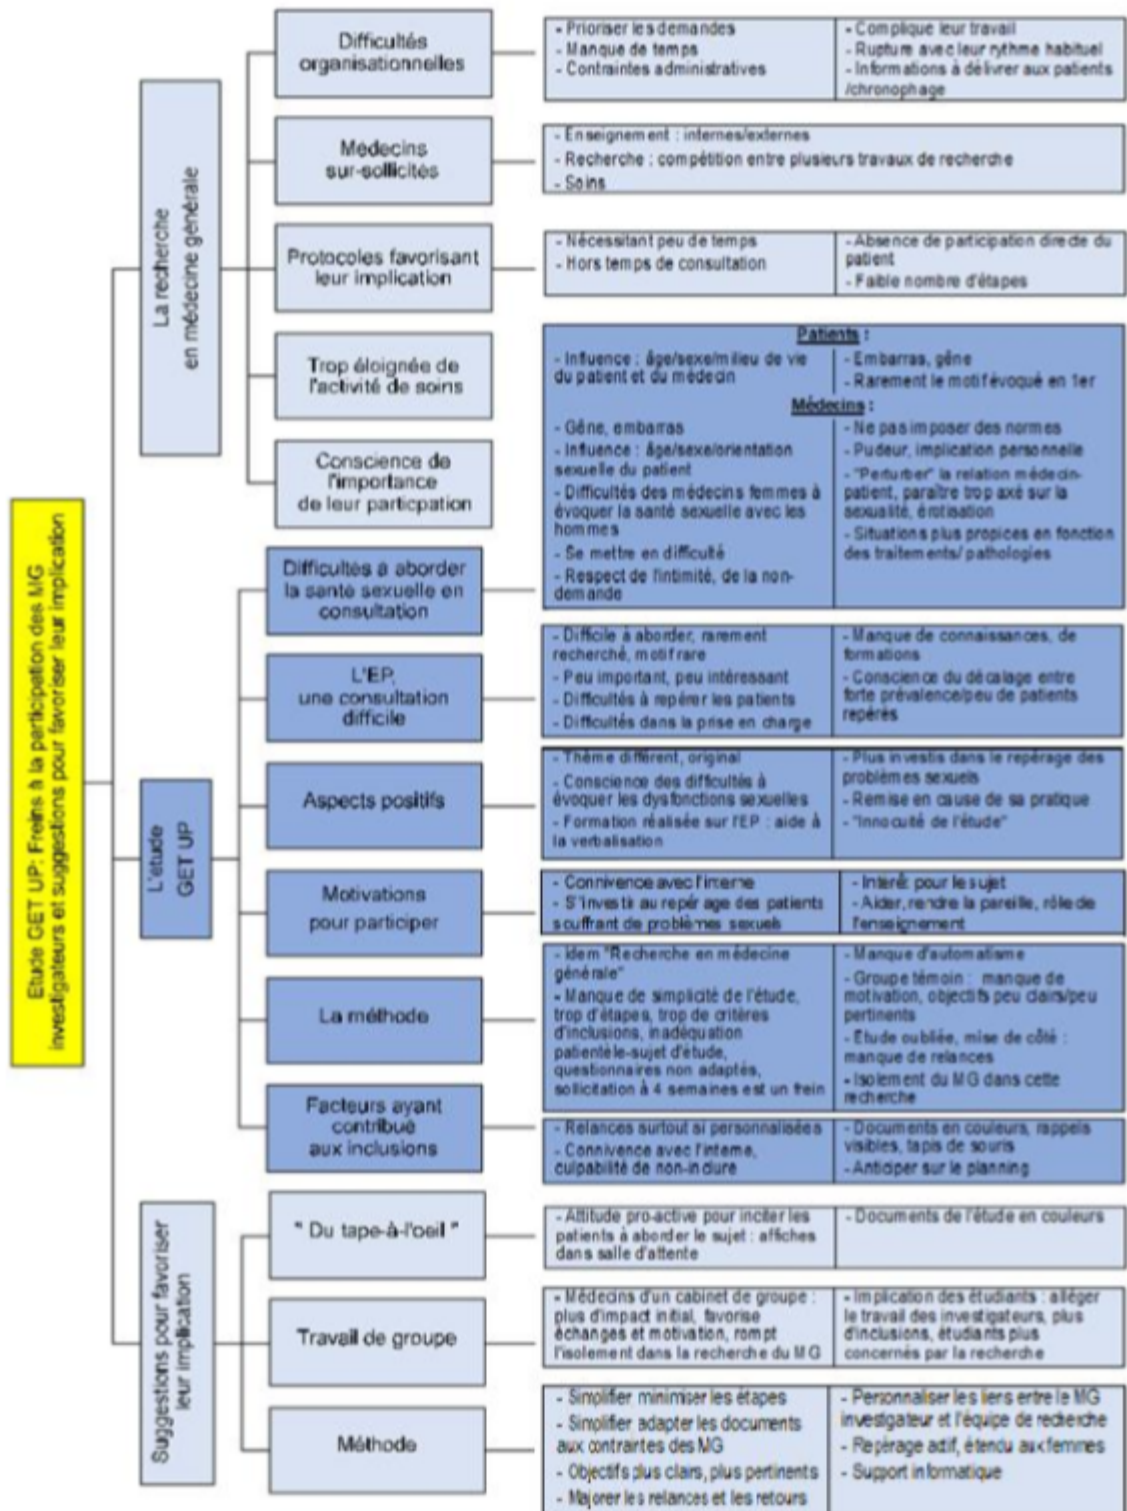 Etude GET UP: Freins à la participation des MG
investigateurs et suggestions pour favoriser leur implication
La recherche
en médecine générale
Difficultés
organisationnelles
- Prioriser les demandes
- Manque de temps
- Contraintes administratives
- Complique leur travail
- Rupture avec leur rythme habituel
- Informations à délivrer aux patients
/chronophage
Médecins
sur-sollicités
- Enseignement : internes/externes
- Recherche : compétition entre plusieurs travaux de recherche
- Soins
Protocoles favorisant
leur implication
- Nécessitant peu de temps
- Hors temps de consultation
- Absence de participation directe du
patient
- Faible nombre d'étapes
Trop éloignée de
l'activité de soins
Conscience de
l'importance
de leur particpation
L'étude
GET UP
Difficultés à aborder
la santé sexuelle en
consultation
Patients :
- Influence : âge/sexe/milieu de vie
du patient et du médecin
- Embarras, gêne
- Rarement le motif évoqué en 1er
Médecins :
- Gêne, embarras
- Influence : âge/sexe/orientation
sexuelle du patient
- Difficultés des médecins femmes à
évoquer la santé sexuelle avec les
hommes
- Se mettre en difficulté
- Respect de l'intimité, de la non-
demande
- Ne pas imposer des normes
- Pudeur, implication personnelle
- "Perturber" la relation médecin-
patient, paraître trop axé sur la
sexualité, érotisation
- Situations plus propices en fonction
des traitements/ pathologies
L'EP,
une consultation
difficile
- Difficile à aborder, rarement
recherché, motif rare
- Peu important, peu intéressant
- Difficultés à repérer les patients
- Difficultés dans la prise en charge
- Manque de connaissances, de
formations
- Conscience du décalage entre
forte prévalence/peu de patients
repérés
Aspects positifs
- Thème différent, original
- Conscience des difficultés à
évoquer les dysfonctions sexuelles
- Formation réalisée sur l'EP : aide à
la verbalisation
- Plus investis dans le repérage des
problèmes sexuels
- Remise en cause de sa pratique
- "Innocuité de l'étude"
Motivations
pour participer
- Connivence avec l'interne
- S'investir au repérage des patients
souffrant de problèmes sexuels
- Intérêt pour le sujet
- Aider, rendre la pareille, rôle de
l'enseignement
La méthode
- Idem "Recherche en médecine
générale"
- Manque de simplicité de l'étude,
trop d'étapes, trop de critères
d'inclusions, inadéquation
patientèle-sujet d'étude,
questionnaires non adaptés,
sollicitation à 4 semaines est un frein
- Manque d'automatisme
- Groupe témoin : manque de
motivation, objectifs peu clairs/peu
pertinents
- Etude oubliée, mise de côté :
manque de relances
- Isolement du MG dans cette
recherche
Facteurs ayant
contribué
aux inclusions
- Relances surtout si personnalisées
- Connivence avec l'interne,
culpabilité de non-inclure
- Documents en couleurs, rappels
visibles, tapis de souris
- Anticiper sur le planning
Suggestions pour favoriser
leur implication
" Du tape-à-l'oeil "
- Attitude pro-active pour inciter les
patients à aborder le sujet : affiches
dans salle d'attente
- Documents de l'étude en couleurs
Travail de groupe
- Médecins d'un cabinet de groupe :
plus d'impact initial, favorise
échanges et motivation, rompt
l'isolement dans la recherche du MG
- Implication des étudiants : alléger
le travail des investigateurs, plus
d'inclusions, étudiants plus
concernés par la recherche
Méthode
- Simplifier, minimiser les étapes
- Simplifier, adapter les documents
aux contraintes des MG
- Objectifs plus clairs, plus pertinents
- Majorer les relances et les retours
- Personnaliser les liens entre le MG
investigateur et l'équipe de recherche
- Repérage actif, étendu aux femmes
- Support informatique